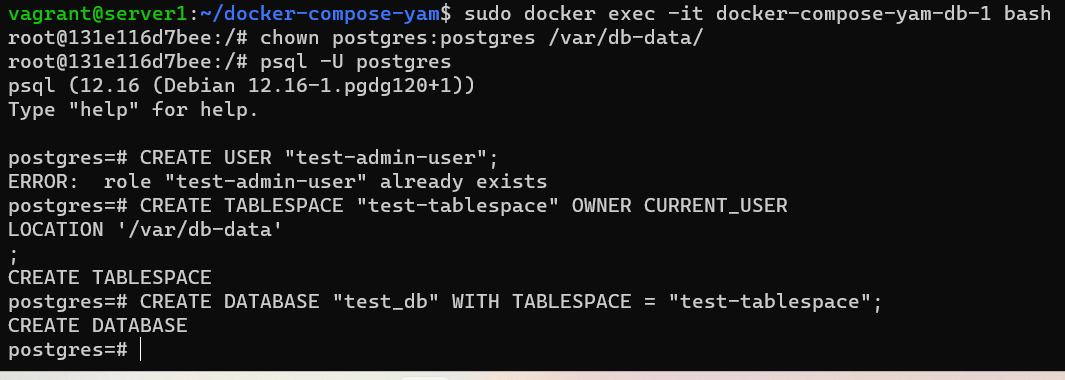 vagrant@server1:~/docker-compose-yam$ sudo docker exec -it docker-compose-yam-db-1 bash
root@131e116d7bee:/# chown postgres:postgres /var/db-data/
root@131e116d7bee:/# psql -U postgres
psql (12.16 (Debian 12.16-1.pgdg120+1))
Type "help" for help.
postgres=# CREATE USER "test-admin-user";
ERROR:  role "test-admin-user" already exists
postgres=# CREATE TABLESPACE "test-tablespace" OWNER CURRENT_USER
LOCATION '/var/db-data'
;
CREATE TABLESPACE
postgres=# CREATE DATABASE "test_db" WITH TABLESPACE = "test-tablespace";
CREATE DATABASE
postgres=#